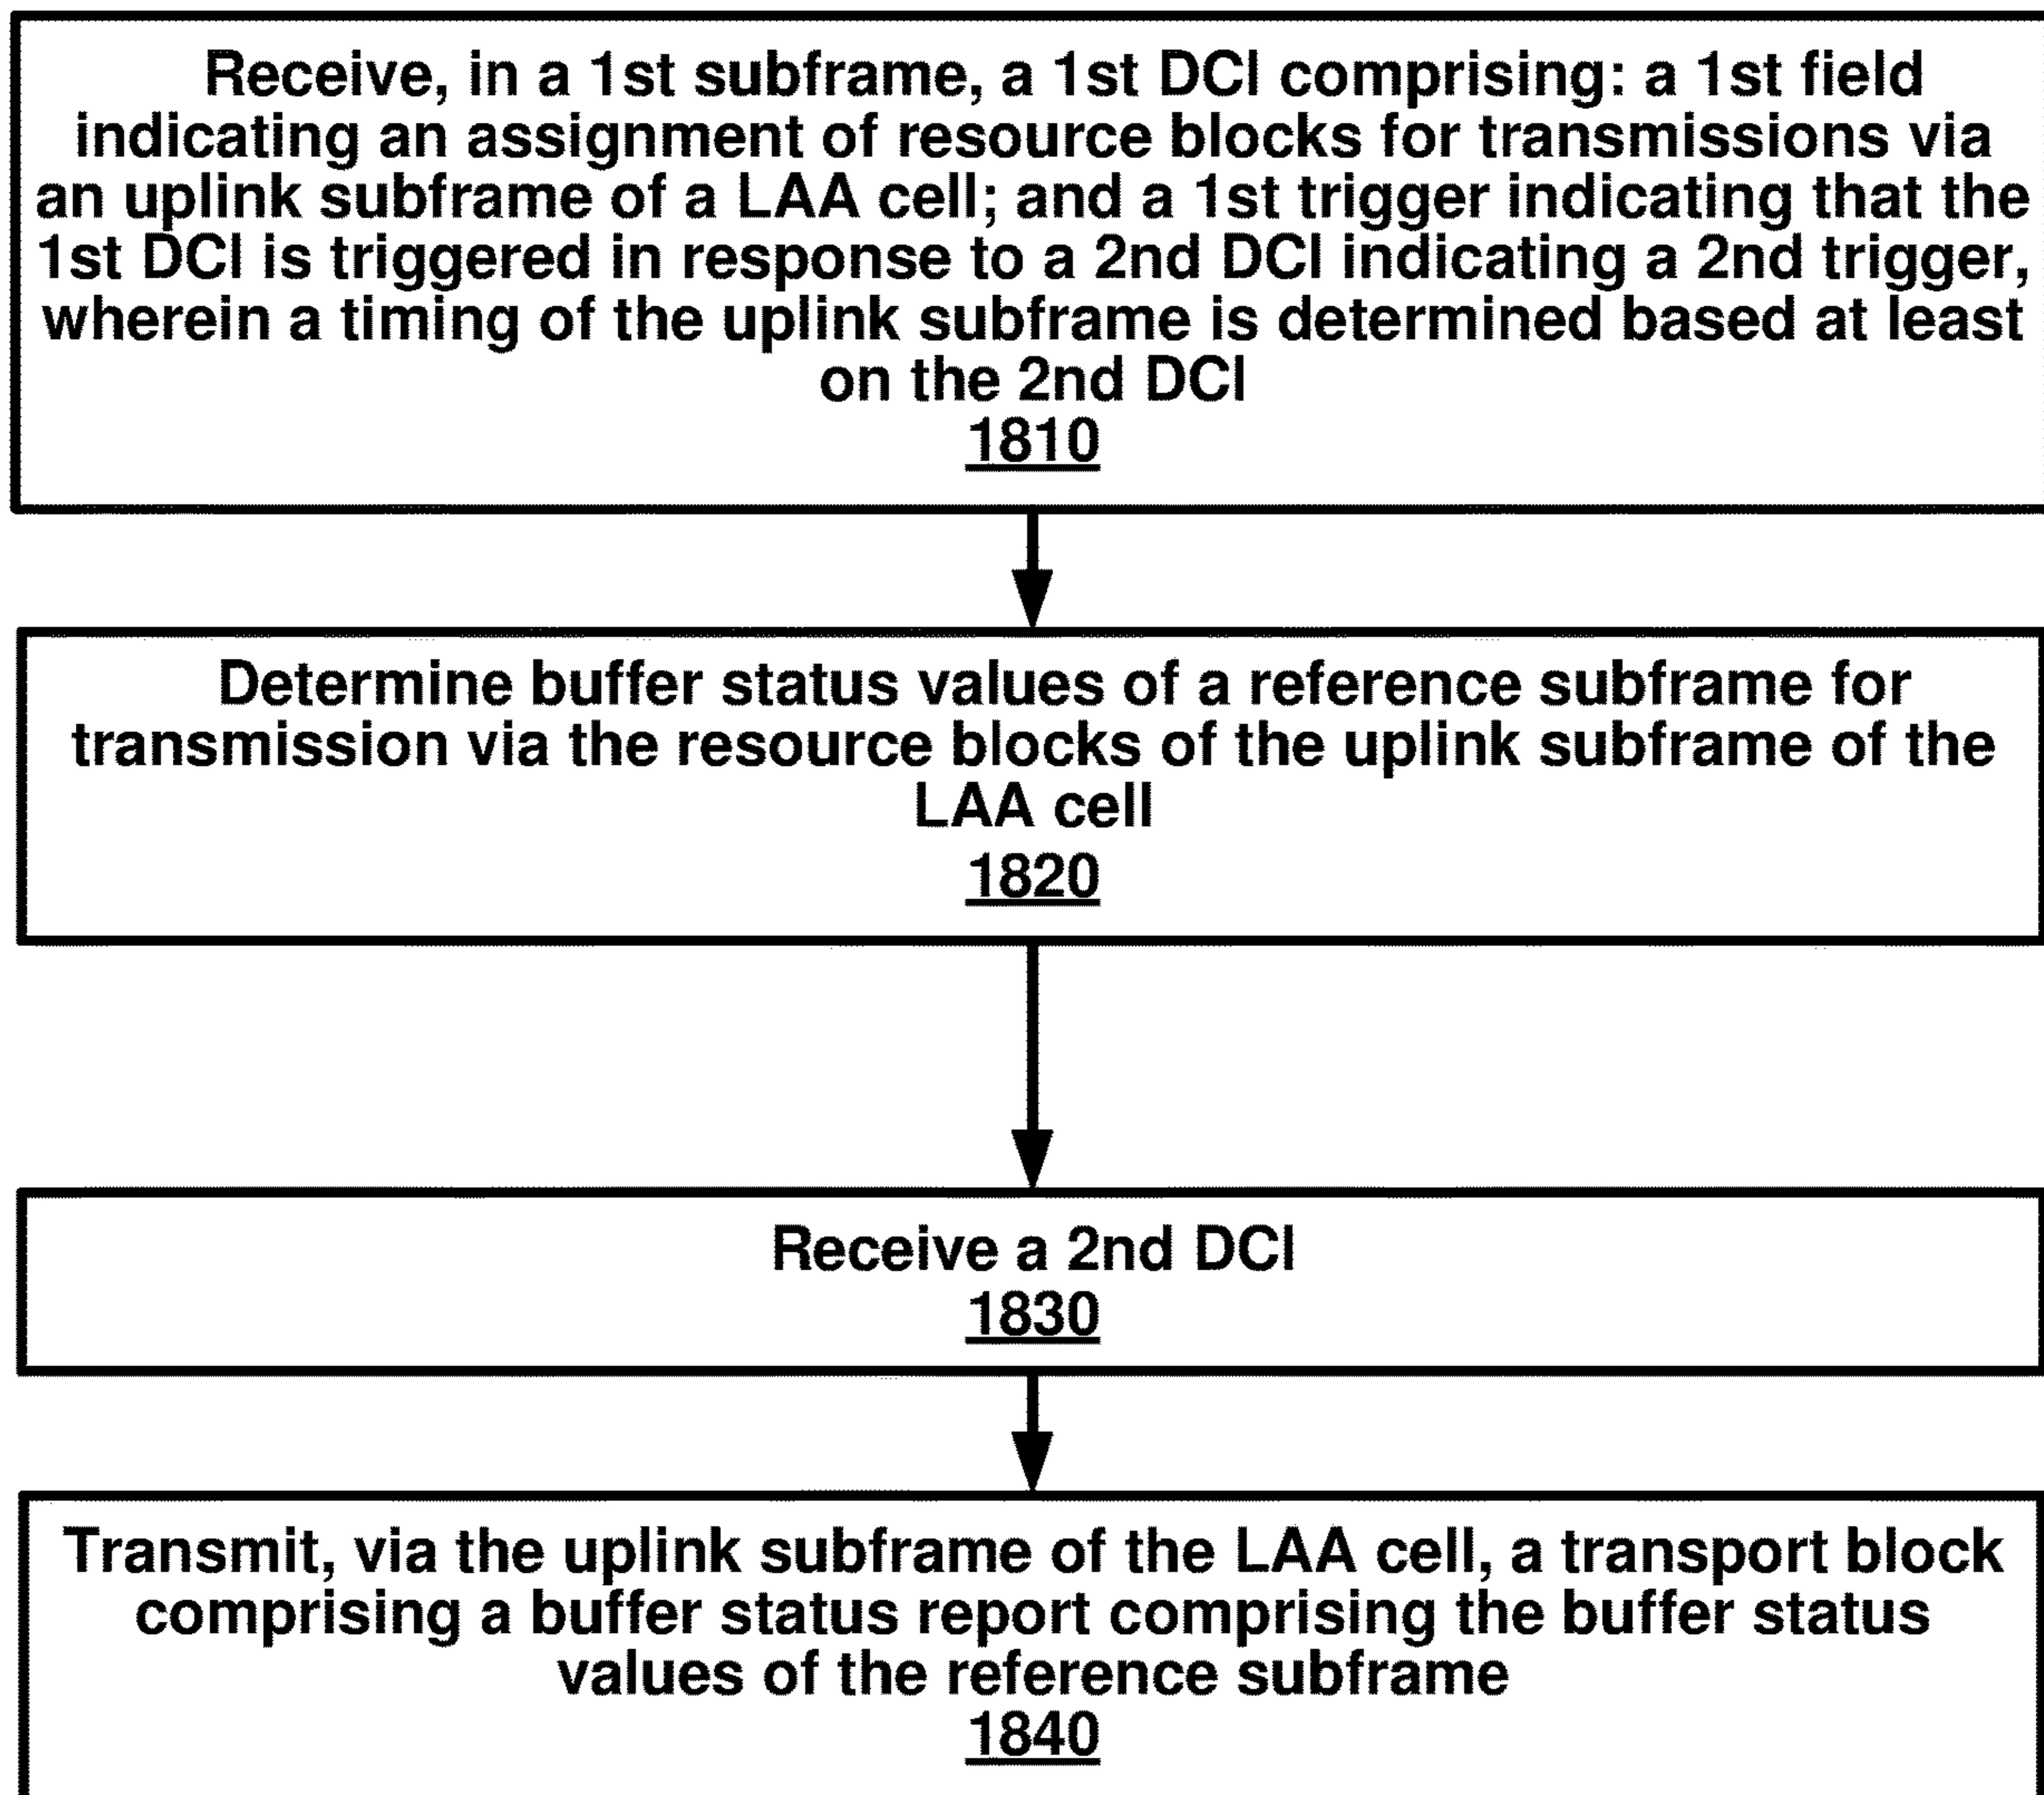 Receive, in a 1st subframe, a 1st DCI comprising: a 1st field
indicating an assignment of resource blocks for transmissions via
an uplink subframe of a LAA cell; and a 1st trigger indicating that the
1st DCI is triggered in response to a 2nd DCI indicating a 2nd trigger,
wherein a timing of the uplink subframe is determined based at least
on the 2nd DCI
1810
Determine buffer status values of a reference subframe for
transmission via the resource blocks of the uplink subframe of the
LAA cell
1820
Receive a 2nd DCI
1830
Transmit, via the uplink subframe of the LAA cell, a transport block
comprising a buffer status report comprising the buffer status
values of the reference subframe
1840